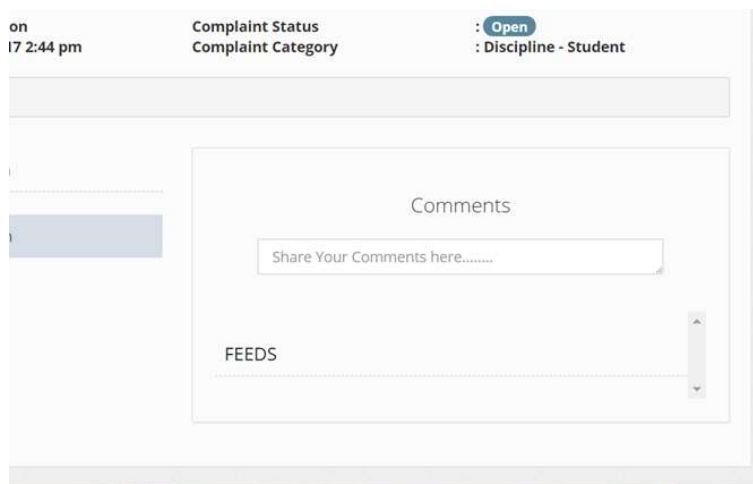 on Complaint Status : Open
17 2:44 pm Complaint Category : Discipline - Student
Comments
Share Your Comments here........
FEEDS